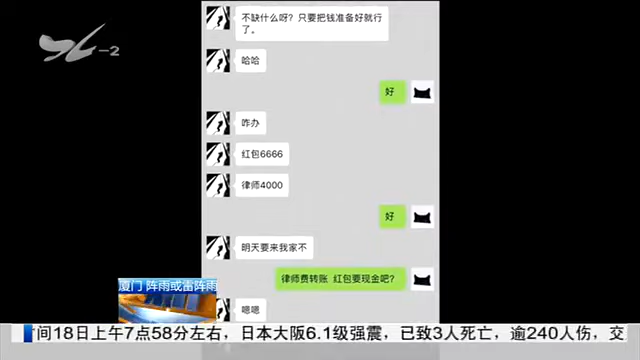 不缺什么呀？只要把钱准备好就行
了。
哈哈
好
咋办
红包6666
律师4000
好
明天要来我家不
律师费转账 红包要现金吧?
嗯嗯
-2
厦门 阵雨或雷阵雨
时间18日上午7点58分左右，日本大阪6.1级强震，已致3人死亡，逾240人伤，交